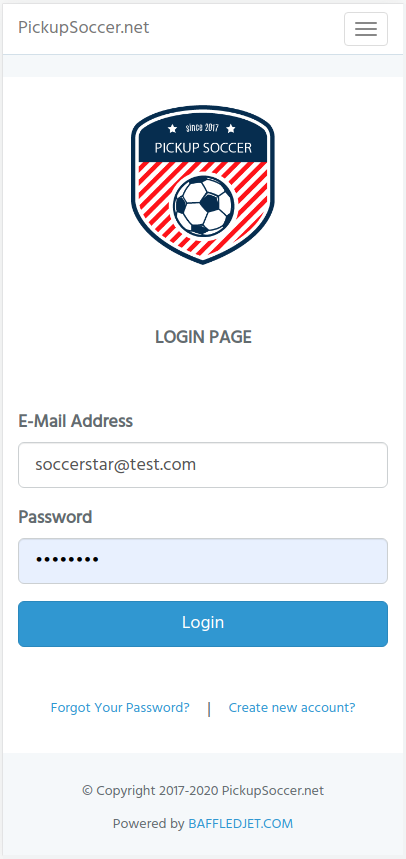 PickupSoccer.net
since 2017
PICKUP SOCCER
LOGIN PAGE
E-Mail Address
soccerstar@test.com
Password
••••••••
Login
Forgot Your Password? | Create new account?
© Copyright 2017-2020 PickupSoccer.net
Powered by BAFFLEDJET.COM